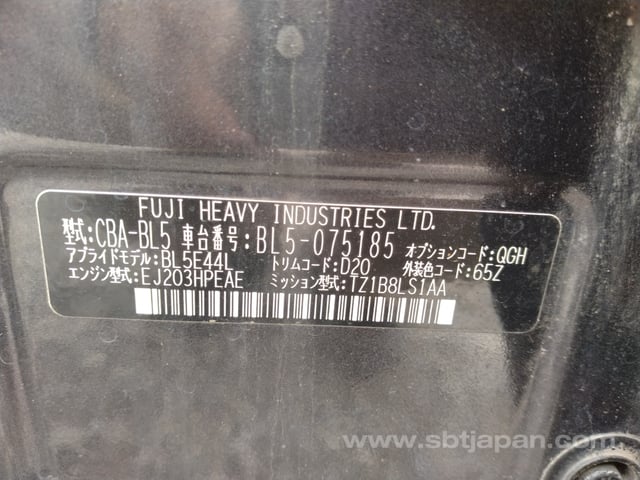 FUJI HEAVY INDUSTRIES LTD.
型式:CBA-BL5 車台番号:BL5-075185 オプションコード:QGH
アプライドモデル:BL5E44L トリムコード:D20 外装色コード:65Z
エンジン型式:EJ203HPEAE ミッション型式:TZ1B8LS1AA
www.sbtjapan.com